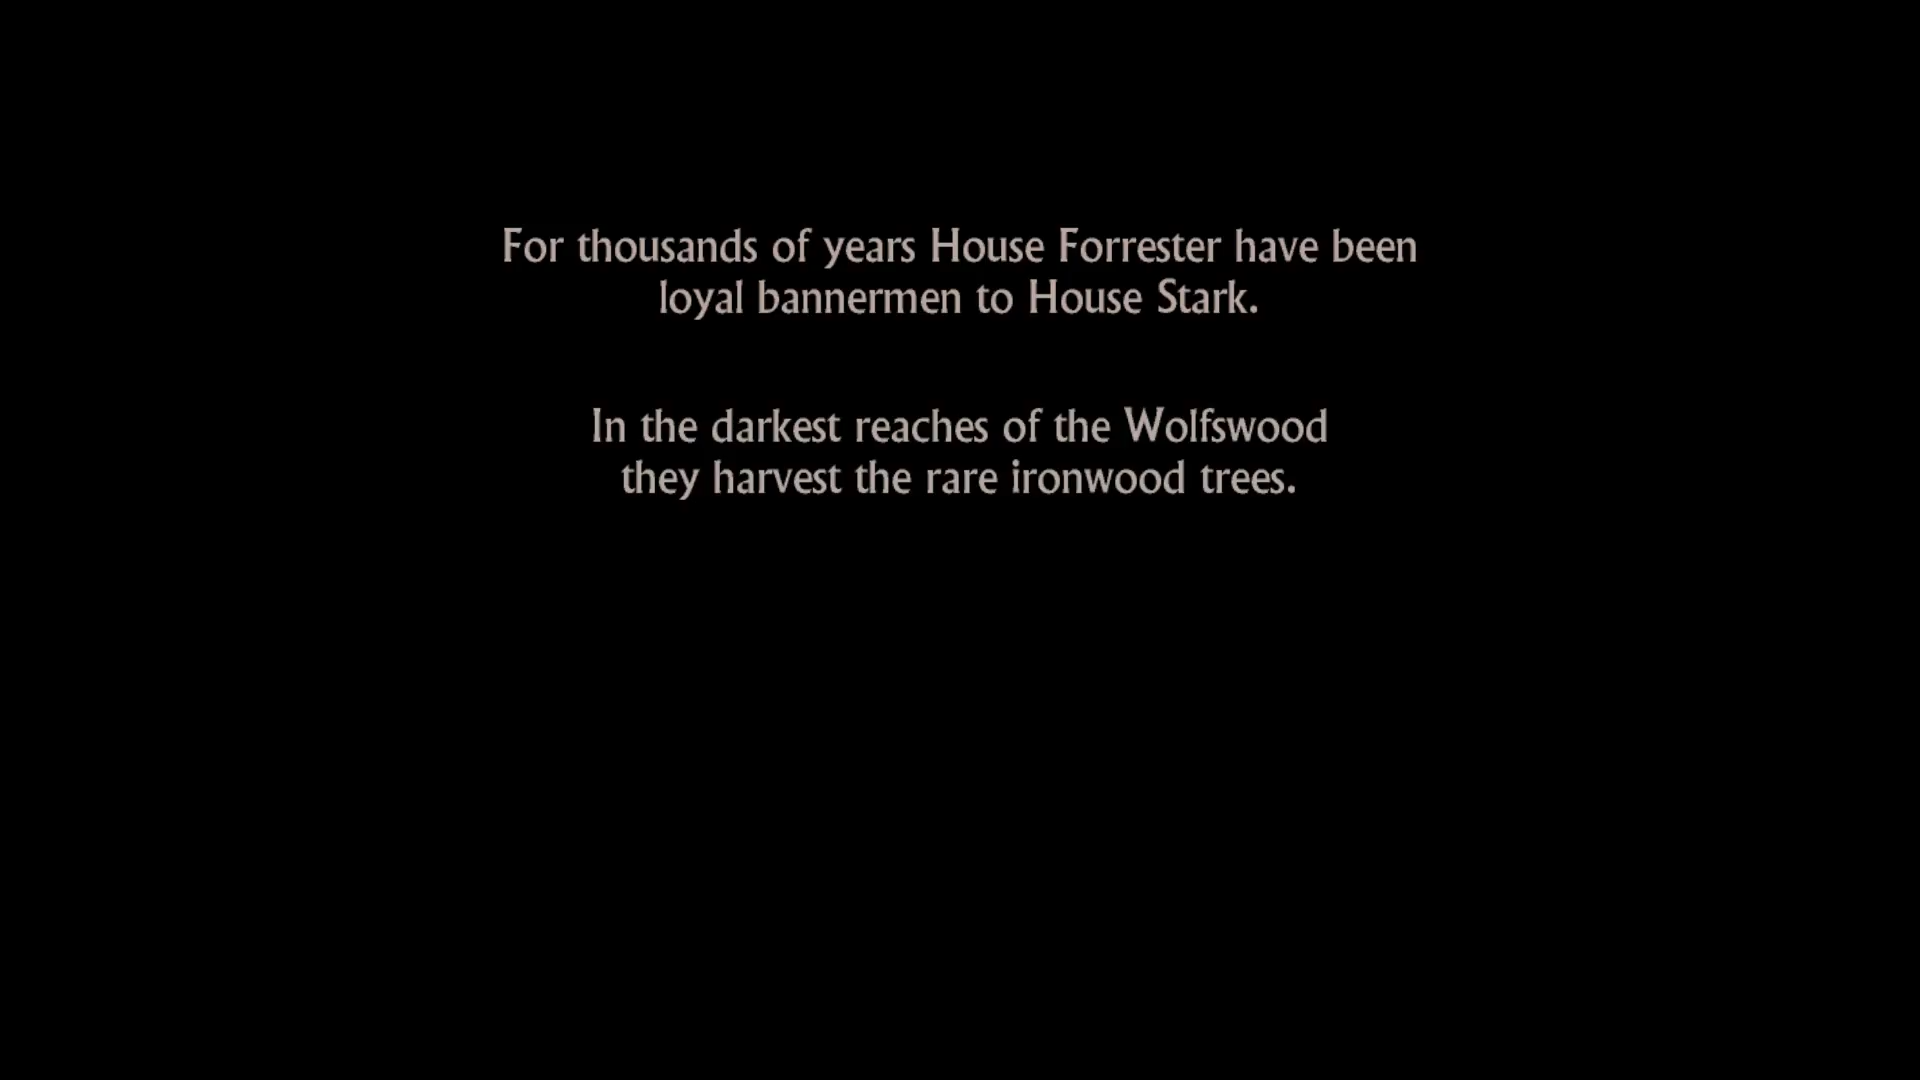 For thousands of years House Forrester have been
loyal bannermen to House Stark.
In the darkest reaches of the Wolfswood
they harvest the rare ironwood trees.